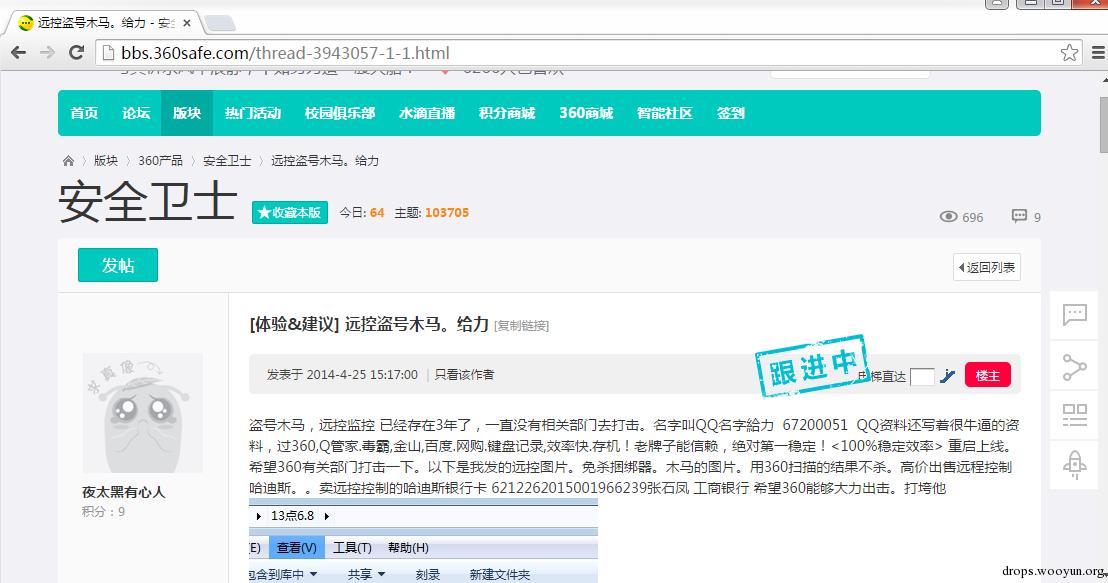 远控盗号木马。给力 - 安全
bbs.360safe.com/thread-3943057-1-1.html
首页 论坛 版块 热门活动 校园俱乐部 水滴直播 积分商城 360商城 智能社区 签到
版块 360产品 安全卫士 远控盗号木马。给力
安全卫士 ★收藏本版 今日: 64 主题: 103705
696 9
发帖
返回列表
求真像
[体验&建议] 远控盗号木马。给力 [复制链接]
跟进中
发表于 2014-4-25 15:17:00 |只看该作者
电梯直达
楼主
盗号木马，远控监控 已经存在3年了，一直没有相关部门去打击。名字叫QQ名字給力 67200051 QQ资料还写着很牛逼的资
料，过360,Q管家.毒霸,金山,百度.网购.键盘记录,效率快.存机！老牌子能信赖，绝对第一稳定！<100%稳定效率> 重启上线。
希望360有关部门打击一下。以下是我发的远控图片。免杀捆绑器。木马的图片。用360扫描的结果不杀。高价出售远程控制
哈迪斯。。卖远控控制的哈迪斯银行卡 6212262015001966239张石凤 工商银行 希望360能够大力出击。打垮他
夜太黑有心人
积分：9
13点6.8
E) 查看(V) 工具(T) 帮助(H)
包含到库中 共享 刻录 新建文件夹
drops.wooyun.org